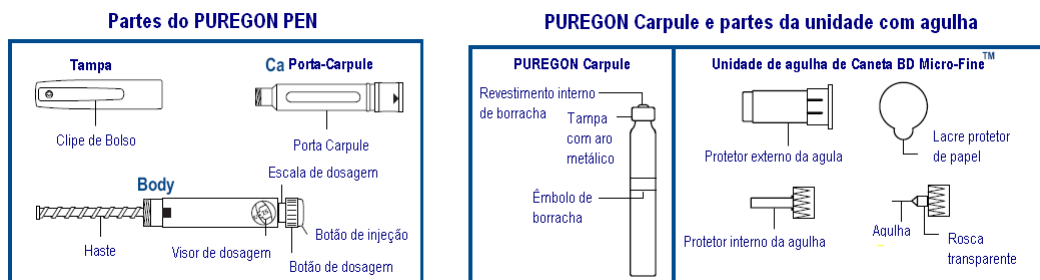 Partes do PUREGON PEN
Tampa
Ca Porta-Carpule
Clipe de Bolso
Porta Carpule
Escala de dosagem
Body
Haste
Visor de dosagem
Botão de injeção
Botão de dosagem
PUREGON Carpule e partes da unidade com agulha
PUREGON Carpule
Revestimento interno
de borracha
Tampa
com aro
metálico
Êmbolo de
borracha
Unidade de agulha de Caneta BD Micro-Fine™
Protetor externo da agula
Lacre protetor
de papel
Protetor interno da agulha
Agulha
Rosca
transparente